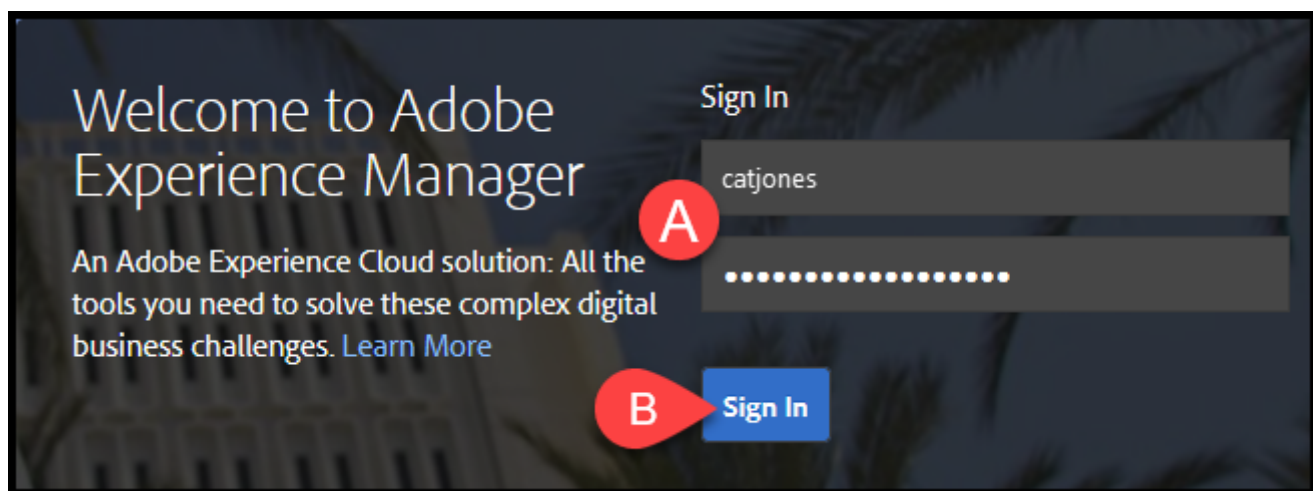 Welcome to Adobe
Experience Manager
An Adobe Experience Cloud solution: All the
tools you need to solve these complex digital
business challenges. Learn More
Sign In
catjones
A
••••••••••••••••••
B
Sign In